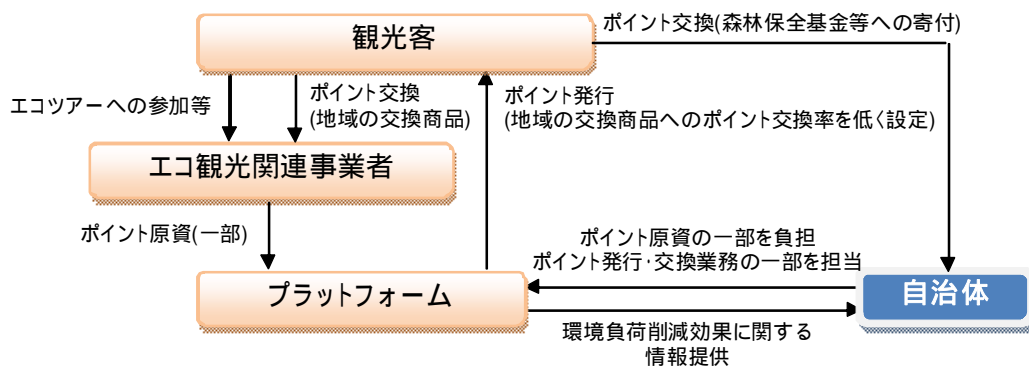 観光客
ポイント交換(森林保全基金等への寄付)
エコツアーへの参加等
ポイント交換
(地域の交換商品)
ポイント発行
(地域の交換商品へのポイント交換率を低く設定)
エコ観光関連事業者
ポイント原資(一部)
ポイント原資の一部を負担
ポイント発行・交換業務の一部を担当
プラットフォーム
自治体
環境負荷削減効果に関する
情報提供